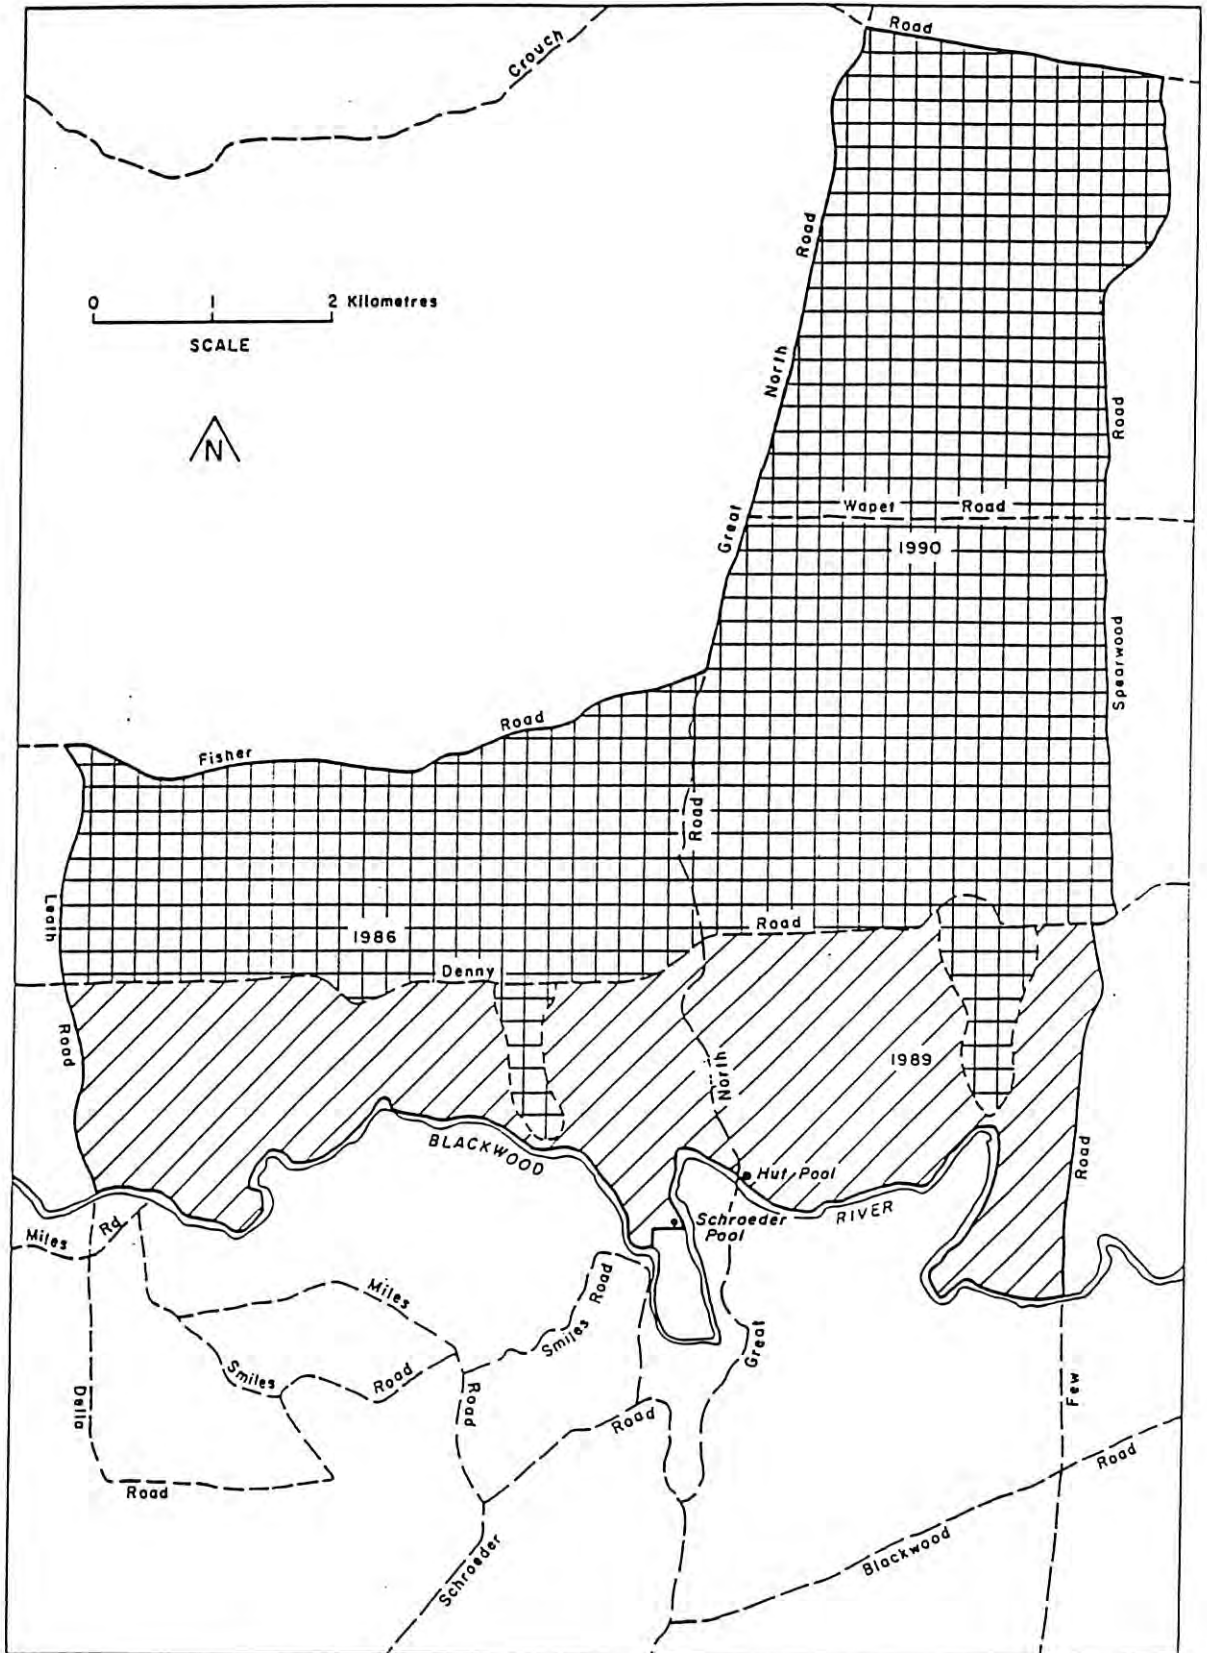 Road
Crouch
Road
0 1 2 Kilometres
SCALE
North
N
Road
Wapet Road
Great
1990
Spearwood
Road
Fisher
Road
Leath
Road
1986
Denny
Road
1989
North
BLACKWOOD
Hut Pool
Road
RIVER
Schroeder
Pool
Miles Rd
Miles
Road
Smiles
Great
Smiles
Road
Road
Della
Few
Road
Road
Road
Blackwood
Schroeder